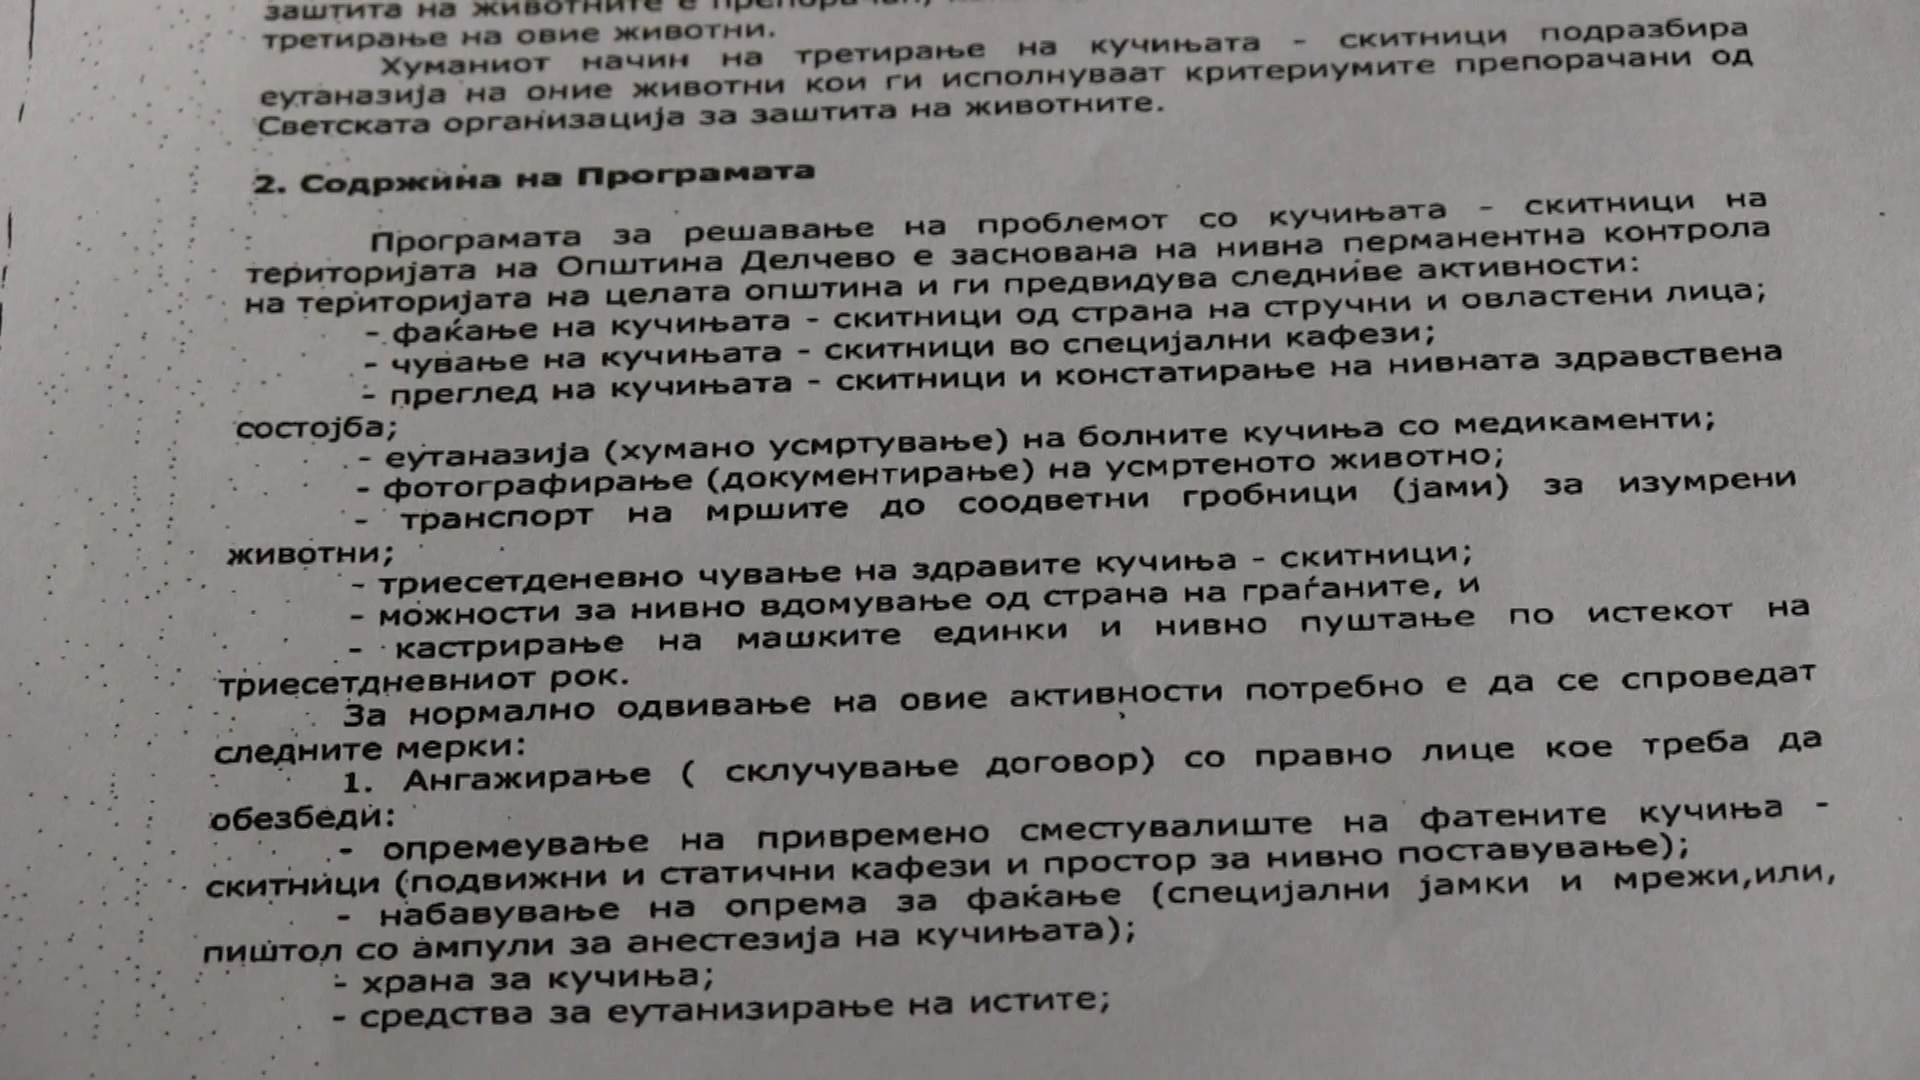 заштита на животните е
третирање на овие животни.
Хуманиот начин на третирање на кучињата - скитници подразбира
еутаназија на оние животни кои ги исполнуваат критериумите препорачани од
Светската организација за заштита на животните.
2. Содржина на Програмата
Програмата за решавање на проблемот со кучињата - скитници на
територијата на Општина Делчево е заснована на нивна перманентна контрола
на територијата на целата општина и ги предвидува следниве активности:
- фаќање на кучињата - скитници од страна на стручни и овластени лица;
- чување на кучињата - скитници во специјални кафези;
- преглед на кучињата - скитници и констатирање на нивната здравствена
состојба;
- еутаназија (хумано усмртување) на болните кучиња со медикаменти;
- фотографирање (документирање) на усмртеното животно;
- транспорт на мршите до соодветни гробници (јами) за изумрени
животни;
- триесетденевно чување на здравите кучиња - скитници;
- можности за нивно вдомување од страна на граѓаните, и
- кастрирање на машките единки и нивно пуштање по истекот на
триесетдневниот рок.
За нормално одвивање на овие активности потребно е да се спроведат
следните мерки:
1. Ангажирање ( склучување договор) со правно лице кое треба да
обезбеди:
- опремеување на привремено сместувалиште на фатените кучиња -
скитници (подвижни и статични кафези и простор за нивно поставување);
- набавување на опрема за фаќање (специјални јамки и мрежи,или,
пиштол со ампули за анестезија на кучињата);
- храна за кучиња;
- средства за еутанизирање на истите;